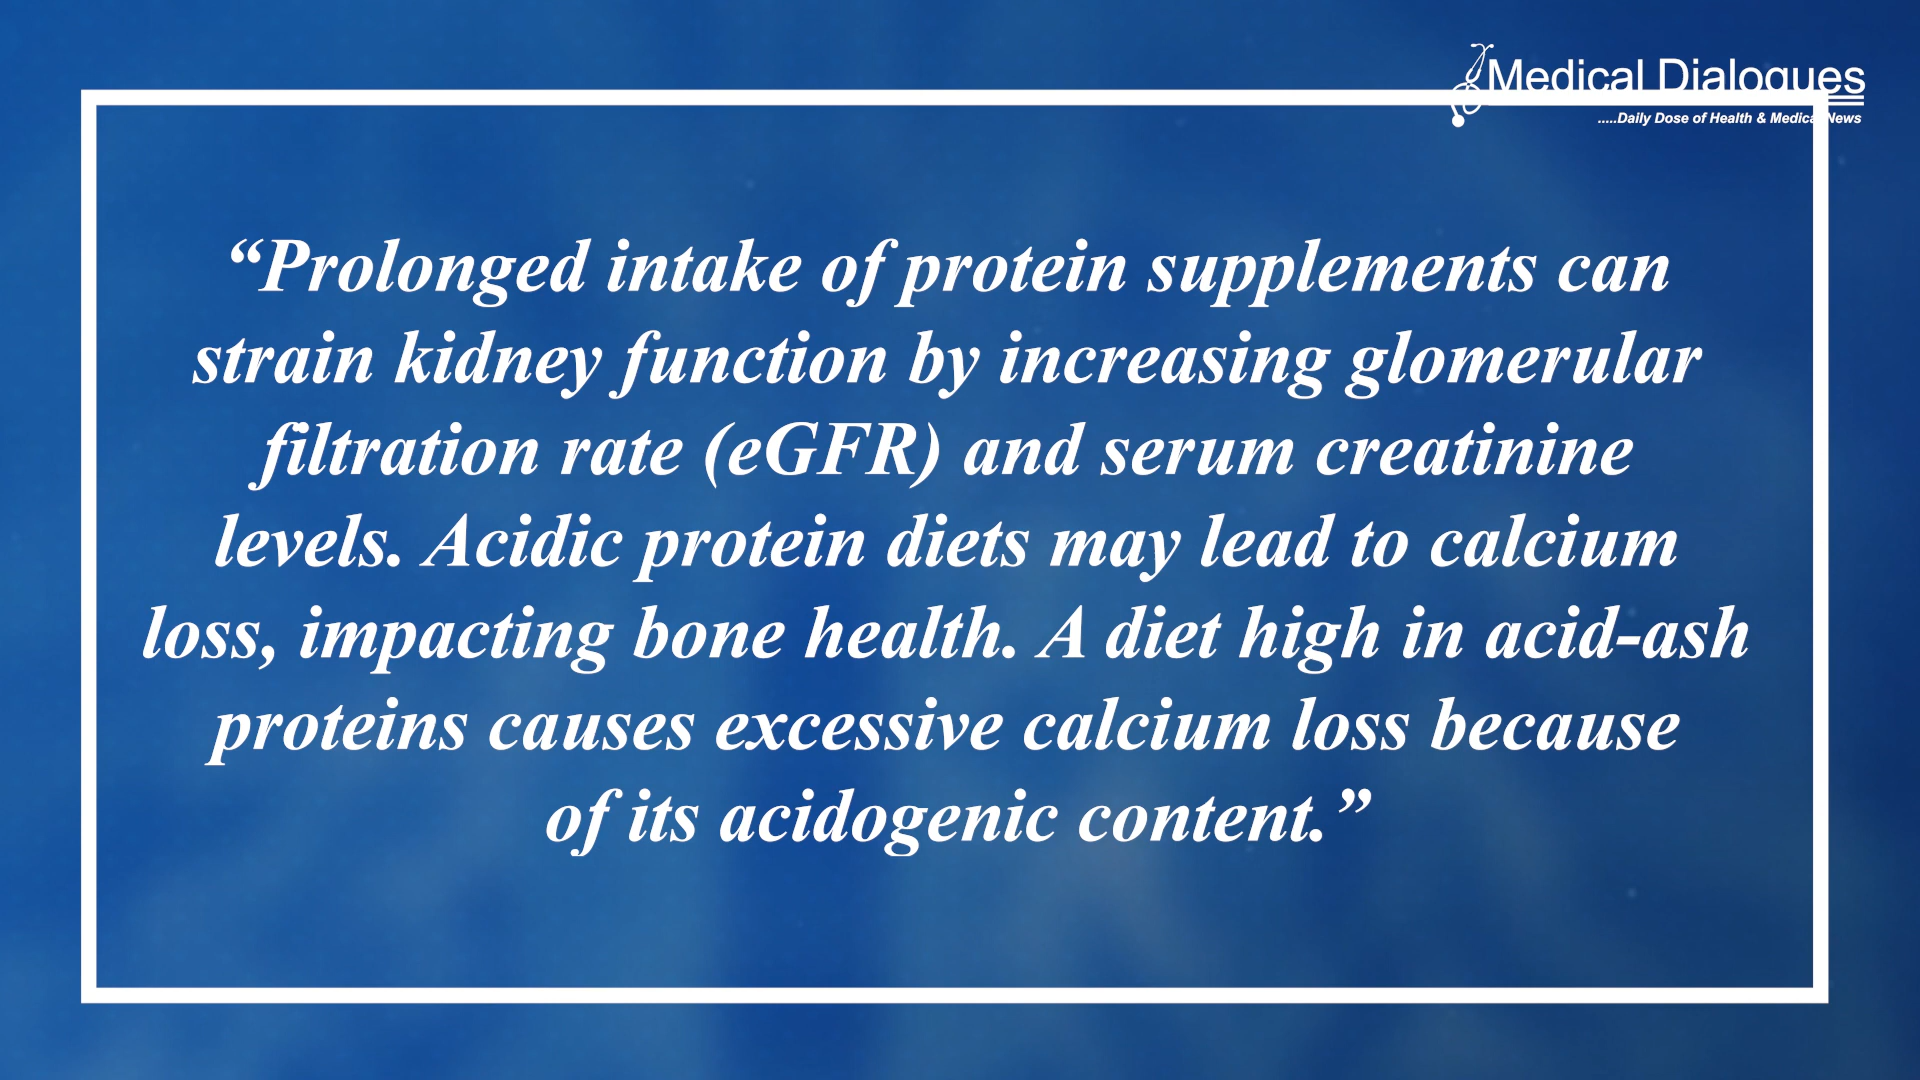 Medical Dialogues
.....Daily Dose of Health & Medical News
“Prolonged intake of protein supplements can
strain kidney function by increasing glomerular
filtration rate (eGFR) and serum creatinine
levels. Acidic protein diets may lead to calcium
loss, impacting bone health. A diet high in acid-ash
proteins causes excessive calcium loss because
of its acidogenic content.”